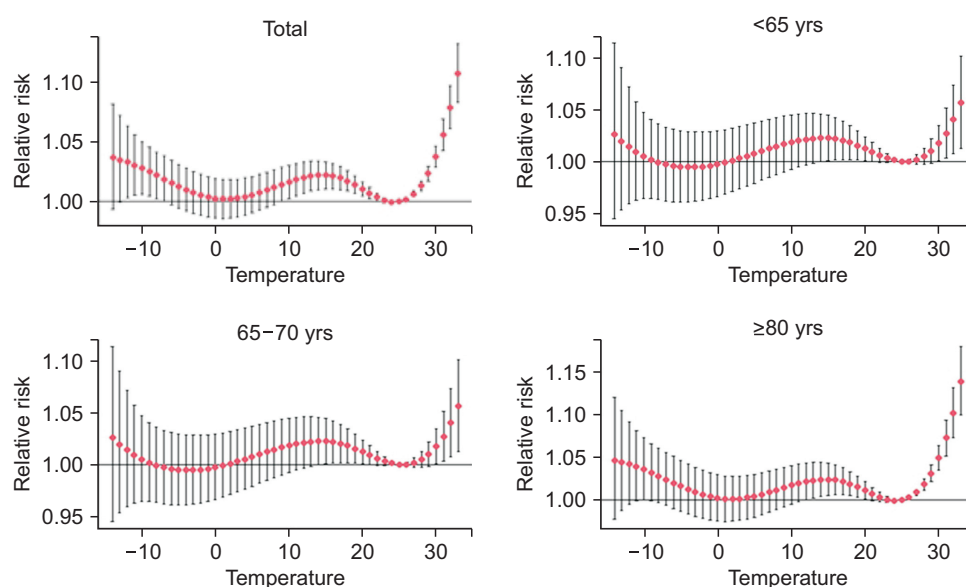 Total
Relative risk
1.10
1.05
1.00
−10 0 10 20 30
Temperature
<65 yrs
Relative risk
1.10
1.05
1.00
0.95
−10 0 10 20 30
Temperature
65−70 yrs
Relative risk
1.10
1.05
1.00
0.95
−10 0 10 20 30
Temperature
≥80 yrs
Relative risk
1.15
1.10
1.05
1.00
−10 0 10 20 30
Temperature